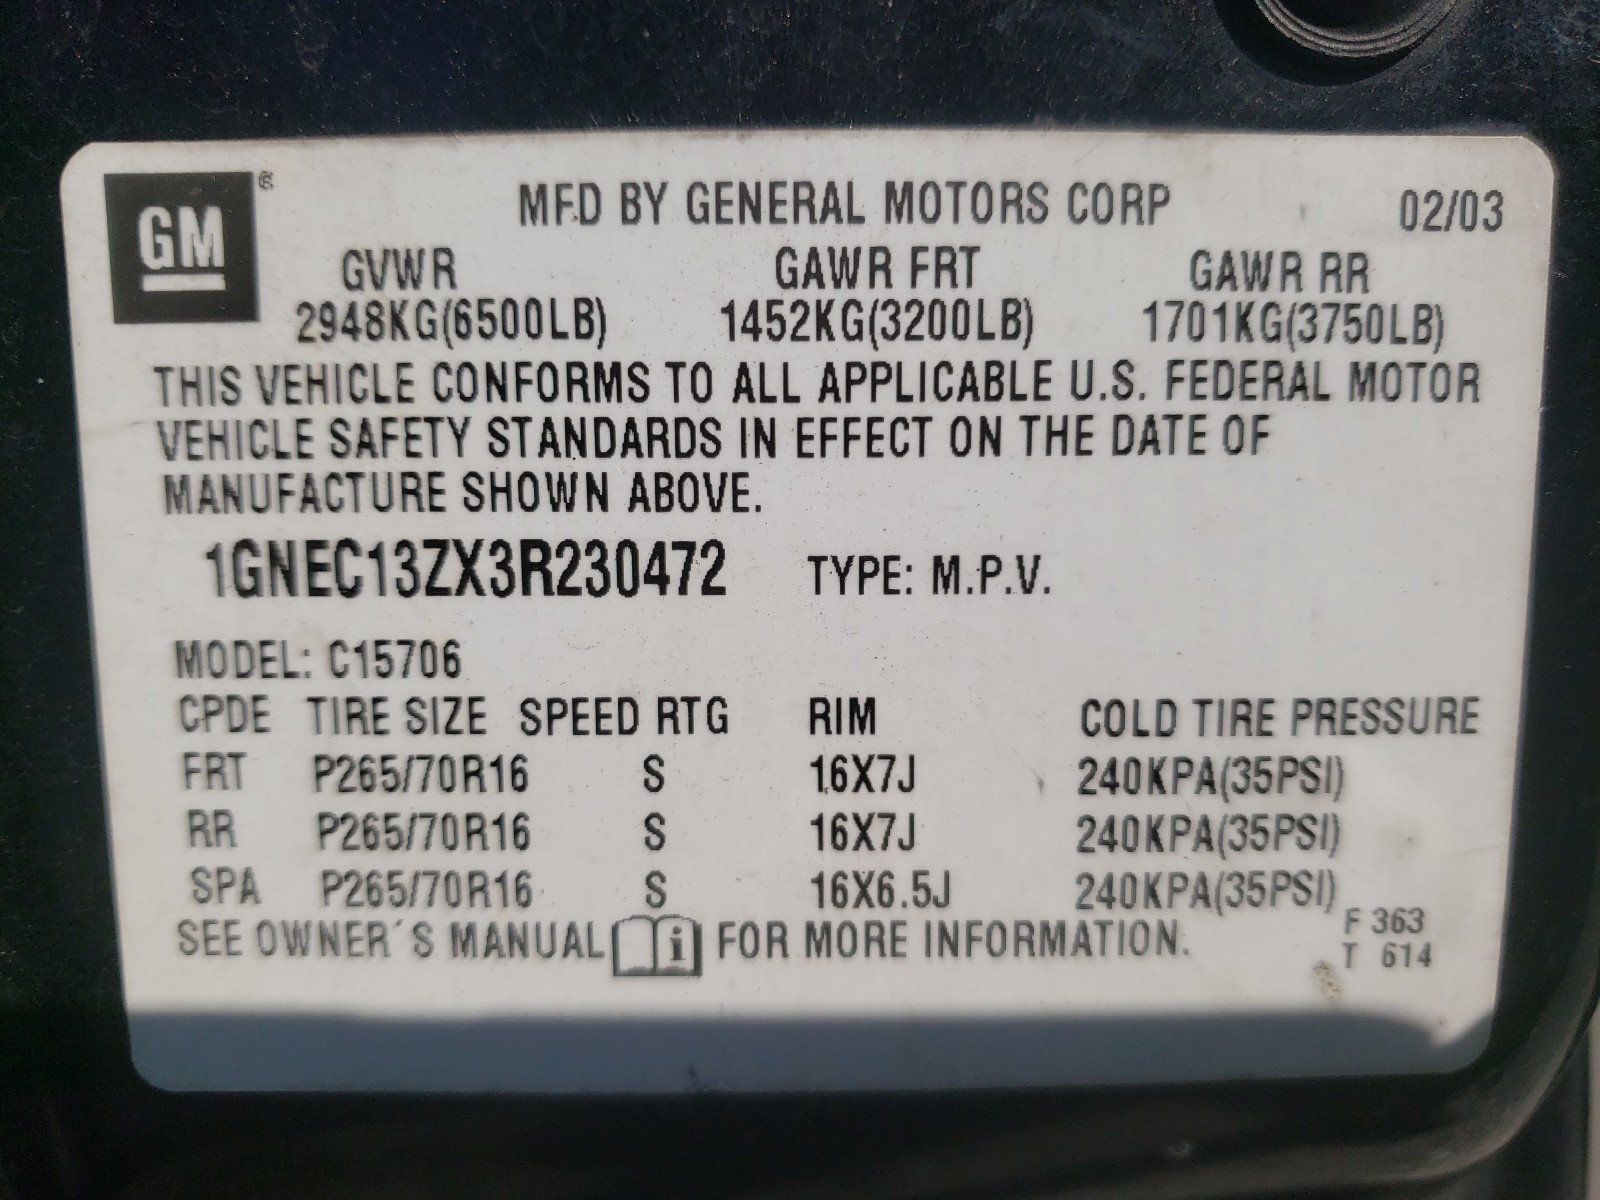 GM®
MFD BY GENERAL MOTORS CORP 02/03
GVWR GAWR FRT GAWR RR
2948KG(6500LB) 1452KG(3200LB) 1701KG(3750LB)
THIS VEHICLE CONFORMS TO ALL APPLICABLE U.S. FEDERAL MOTOR
VEHICLE SAFETY STANDARDS IN EFFECT ON THE DATE OF
MANUFACTURE SHOWN ABOVE.
1GNEC13ZX3R230472 TYPE: M.P.V.
MODEL: C15706
CPDE TIRE SIZE SPEED RTG RIM COLD TIRE PRESSURE
FRT P265/70R16 S 16X7J 240KPA(35PSI)
RR P265/70R16 S 16X7J 240KPA(35PSI)
SPA P265/70R16 S 16X6.5J 240KPA(35PSI)
SEE OWNER´S MANUAL i FOR MORE INFORMATION.
F 363
T 614